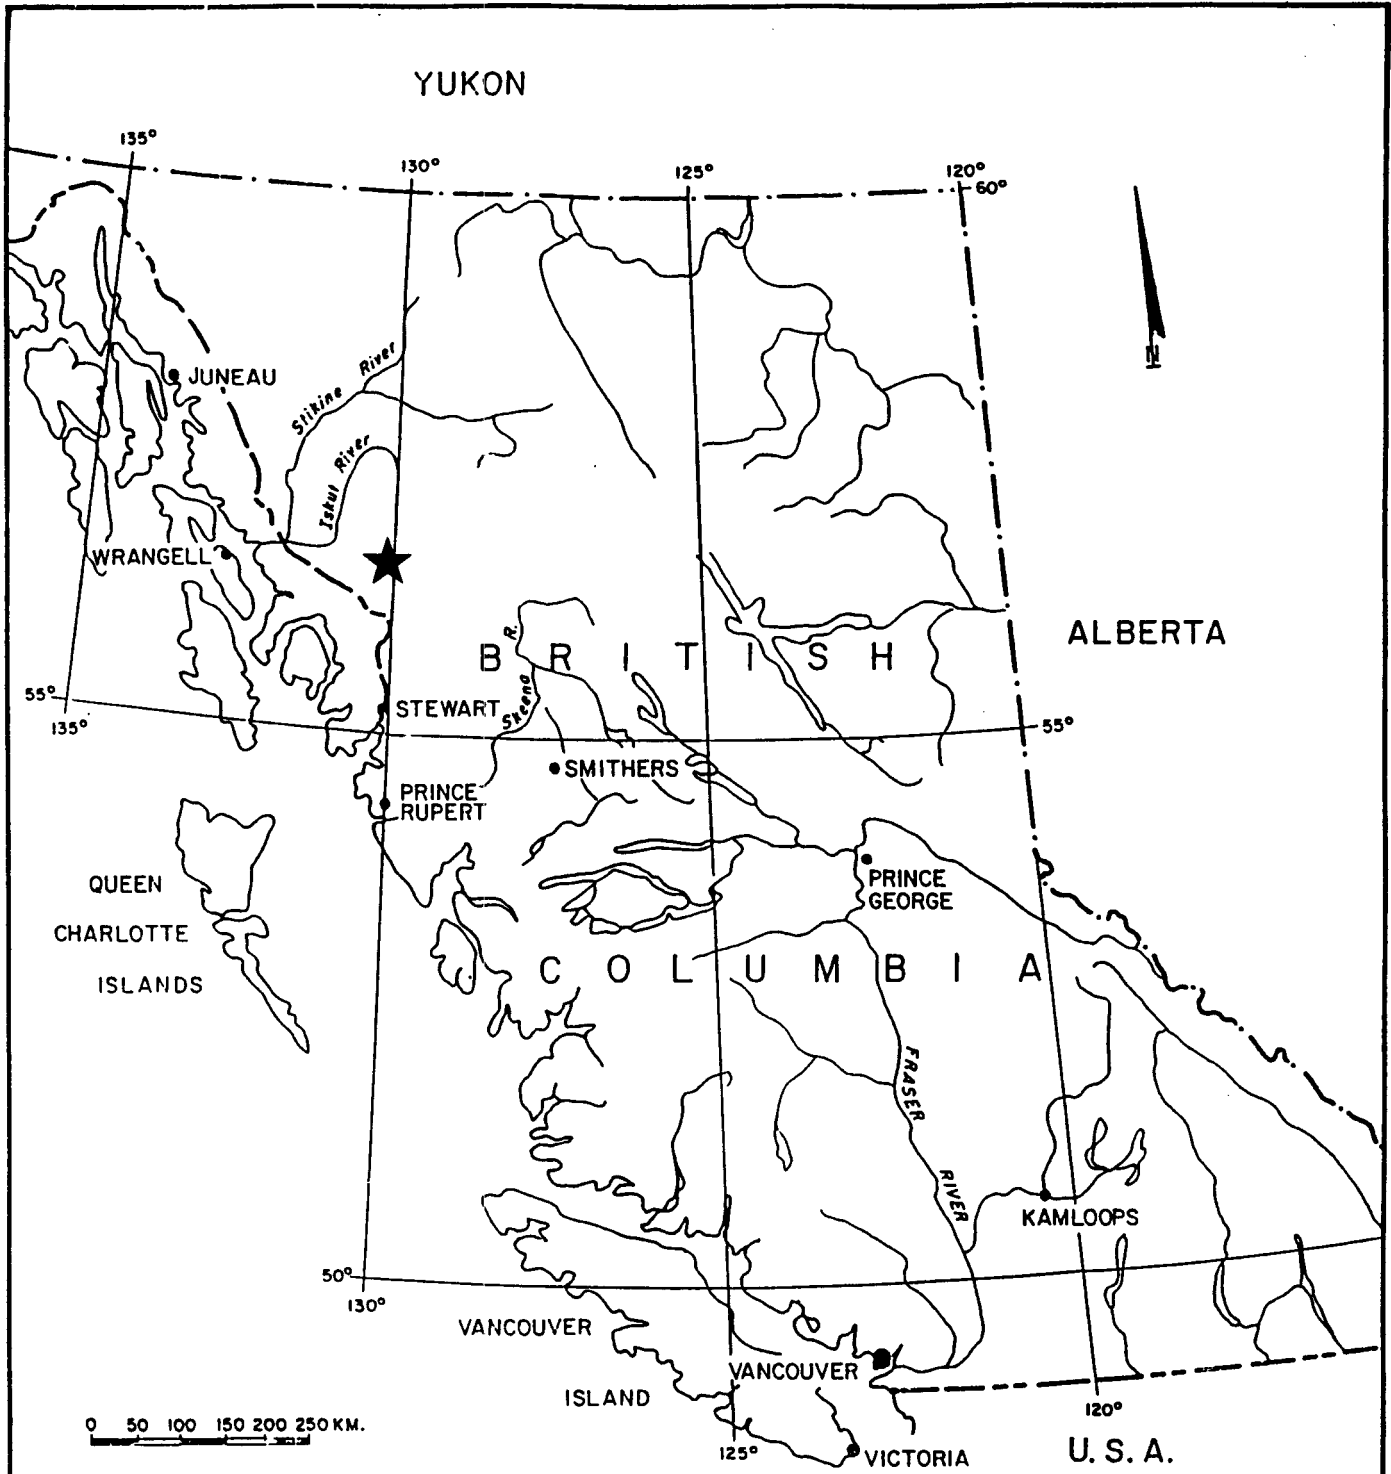 YUKON
135°
130°
125°
120°
60°
N
JUNEAU
Stikine River
Iskut River
WRANGELL
ALBERTA
BRITISH
Skeena R.
55°
135°
STEWART
55°
SMITHERS
PRINCE
RUPERT
QUEEN
CHARLOTTE
ISLANDS
PRINCE
GEORGE
COLUMBIA
FRASER RIVER
KAMLOOPS
50°
130°
VANCOUVER
ISLAND
VANCOUVER
120°
0 50 100 150 200 250 KM.
125°
VICTORIA
U.S.A.